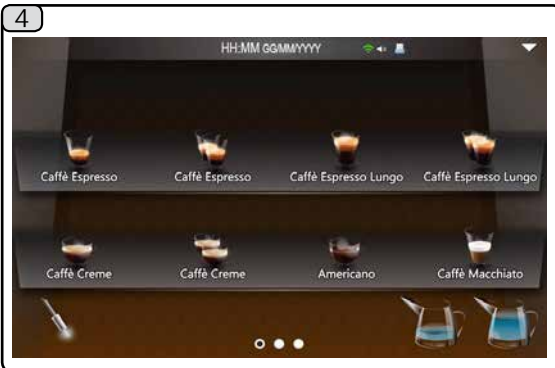 4
HH:MM GG/MM/YYYY
Caffè Espresso Caffè Espresso Caffè Espresso Lungo Caffè Espresso Lungo
Caffè Creme Caffè Creme Americano Caffè Macchiato